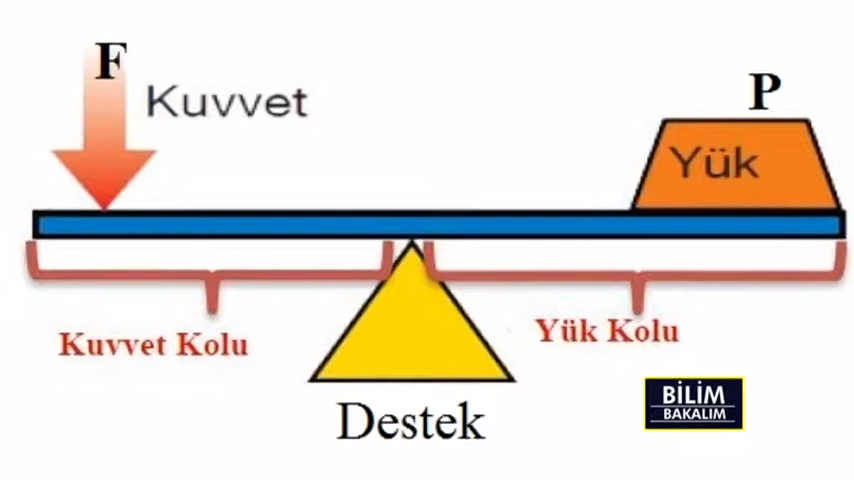 F
Kuvvet
P
Yük
Kuvvet Kolu
Yük Kolu
Destek
BİLİM
BAKALIM